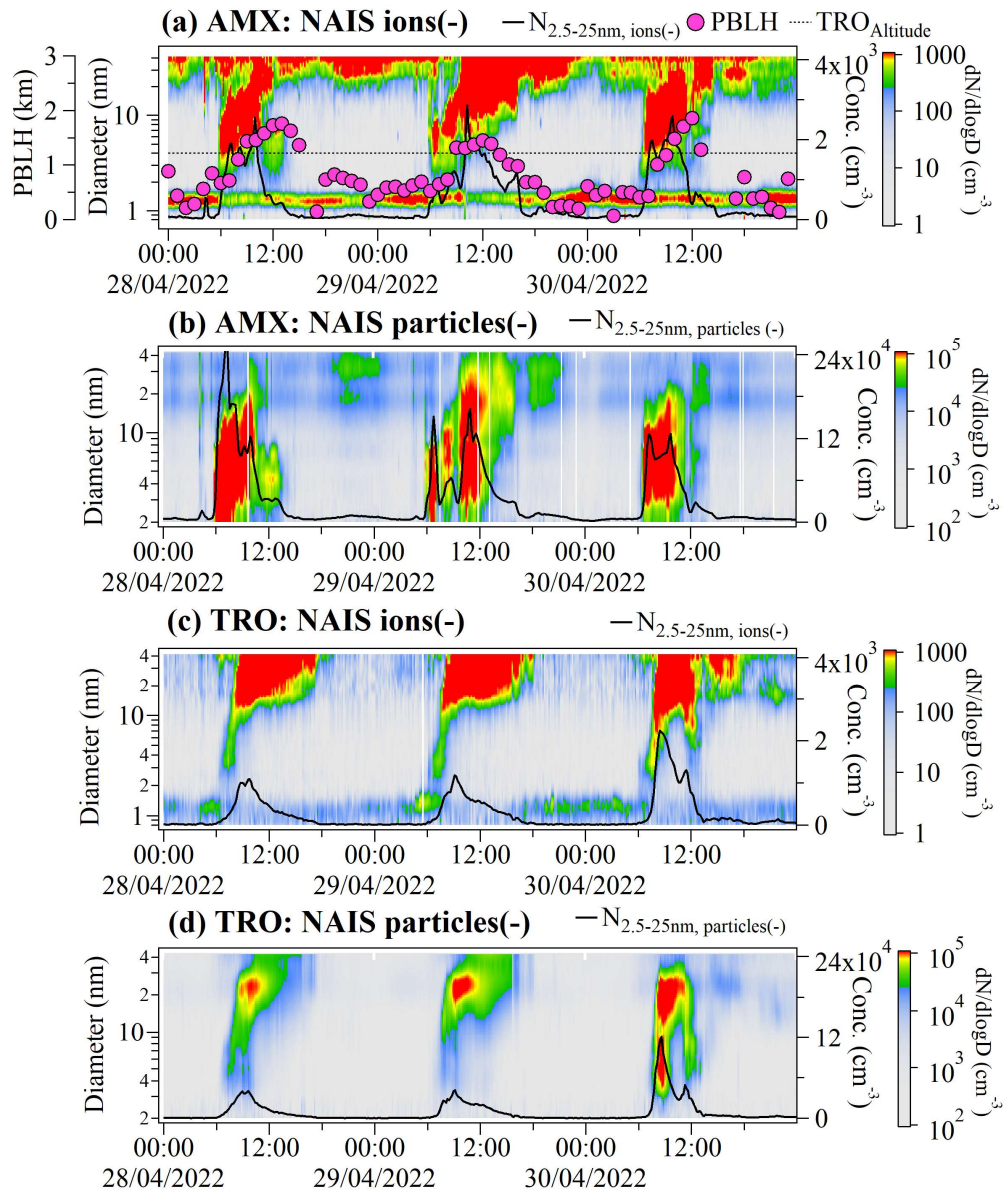 (a) AMX: NAIS ions(-) — N2.5-25nm, ions(-) PBLH TROAltitude
PBLH (km)
3
2
1
0
Diameter (nm)
10
1
4x10³
2
0
Conc. (cm-3)
1000
100
10
1
dN/dlogD (cm-3)
00:00 12:00 00:00 12:00 00:00 12:00
28/04/2022 29/04/2022 30/04/2022
(b) AMX: NAIS particles(-) — N2.5-25nm, particles (-)
Diameter (nm)
4
2
10
4
2
24x10⁴
12
0
Conc. (cm-3)
10⁵
10⁴
10³
10²
dN/dlogD (cm-3)
00:00 12:00 00:00 12:00 00:00 12:00
28/04/2022 29/04/2022 30/04/2022
(c) TRO: NAIS ions(-) — N2.5-25nm, ions(-)
Diameter (nm)
4
2
10
4
2
1
4x10³
2
0
Conc. (cm-3)
1000
100
10
1
dN/dlogD (cm-3)
00:00 12:00 00:00 12:00 00:00 12:00
28/04/2022 29/04/2022 30/04/2022
(d) TRO: NAIS particles(-) — N2.5-25nm, particles(-)
Diameter (nm)
4
2
10
4
2
24x10⁴
12
0
Conc. (cm-3)
10⁵
10⁴
10³
10²
dN/dlogD (cm-3)
00:00 12:00 00:00 12:00 00:00 12:00
28/04/2022 29/04/2022 30/04/2022